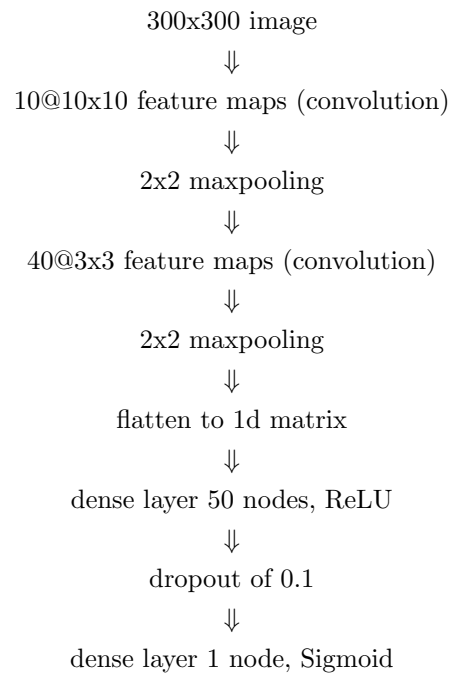 300x300 image
⇓
10@10x10 feature maps (convolution)
⇓
2x2 maxpooling
⇓
40@3x3 feature maps (convolution)
⇓
2x2 maxpooling
⇓
flatten to 1d matrix
⇓
dense layer 50 nodes, ReLU
⇓
dropout of 0.1
⇓
dense layer 1 node, Sigmoid